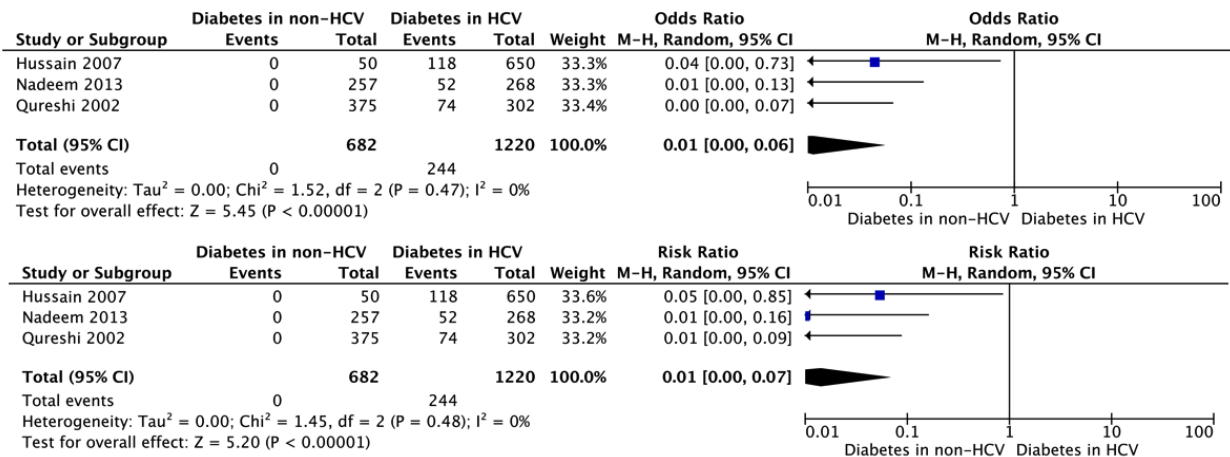 Diabetes in non-HCV Diabetes in HCV Odds Ratio Odds Ratio
Study or Subgroup Events Total Events Total Weight M-H, Random, 95% CI M-H, Random, 95% CI
Hussain 2007 0 50 118 650 33.3% 0.04 [0.00, 0.73]
Nadeem 2013 0 257 52 268 33.3% 0.01 [0.00, 0.13]
Qureshi 2002 0 375 74 302 33.4% 0.00 [0.00, 0.07]
Total (95% CI) 682 1220 100.0% 0.01 [0.00, 0.06]
Total events 0 244
Heterogeneity: Tau² = 0.00; Chi² = 1.52, df = 2 (P = 0.47); I² = 0%
Test for overall effect: Z = 5.45 (P < 0.00001)
0.01 0.1 1 10 100
Diabetes in non-HCV Diabetes in HCV
Diabetes in non-HCV Diabetes in HCV Risk Ratio Risk Ratio
Study or Subgroup Events Total Events Total Weight M-H, Random, 95% CI M-H, Random, 95% CI
Hussain 2007 0 50 118 650 33.6% 0.05 [0.00, 0.85]
Nadeem 2013 0 257 52 268 33.2% 0.01 [0.00, 0.16]
Qureshi 2002 0 375 74 302 33.2% 0.01 [0.00, 0.09]
Total (95% CI) 682 1220 100.0% 0.01 [0.00, 0.07]
Total events 0 244
Heterogeneity: Tau² = 0.00; Chi² = 1.45, df = 2 (P = 0.48); I² = 0%
Test for overall effect: Z = 5.20 (P < 0.00001)
0.01 0.1 1 10 100
Diabetes in non-HCV Diabetes in HCV